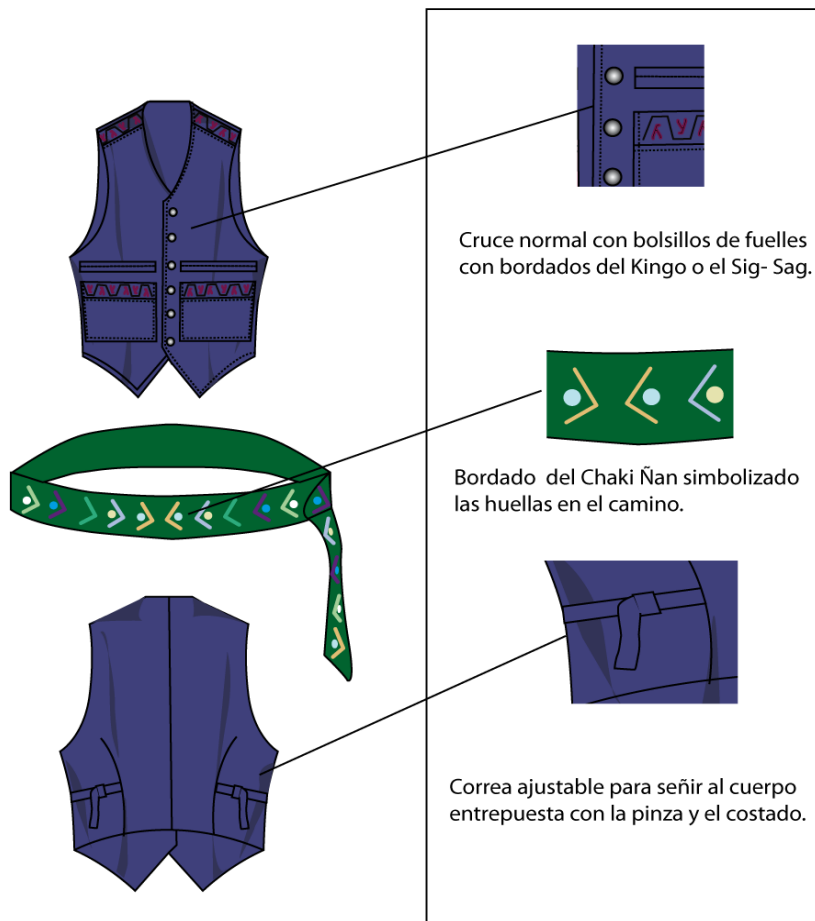 Cruce normal con bolsillos de fuelles
con bordados del Kingo o el Sig- Sag.
Bordado del Chaki Ñan simbolizado
las huellas en el camino.
Correa ajustable para señir al cuerpo
entrepuesta con la pinza y el costado.